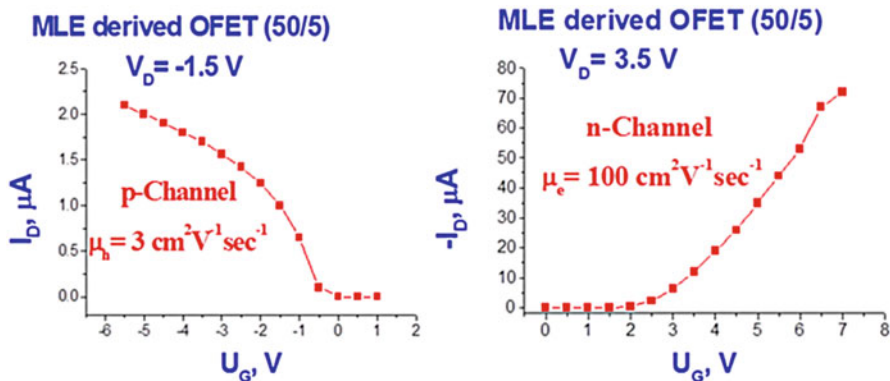 MLE derived OFET (50/5)
V_D= -1.5 V
2.5
2.0
1.5
1.0
0.5
0.0
I_D, μA
p-Channel
μ_h= 3 cm²V⁻¹sec⁻¹
-6 -5 -4 -3 -2 -1 0 1 2
U_G, V
MLE derived OFET (50/5)
V_D= 3.5 V
80
70
60
50
40
30
20
10
0
-I_D, μA
n-Channel
μ_e= 100 cm²V⁻¹sec⁻¹
0 1 2 3 4 5 6 7 8
U_G, V